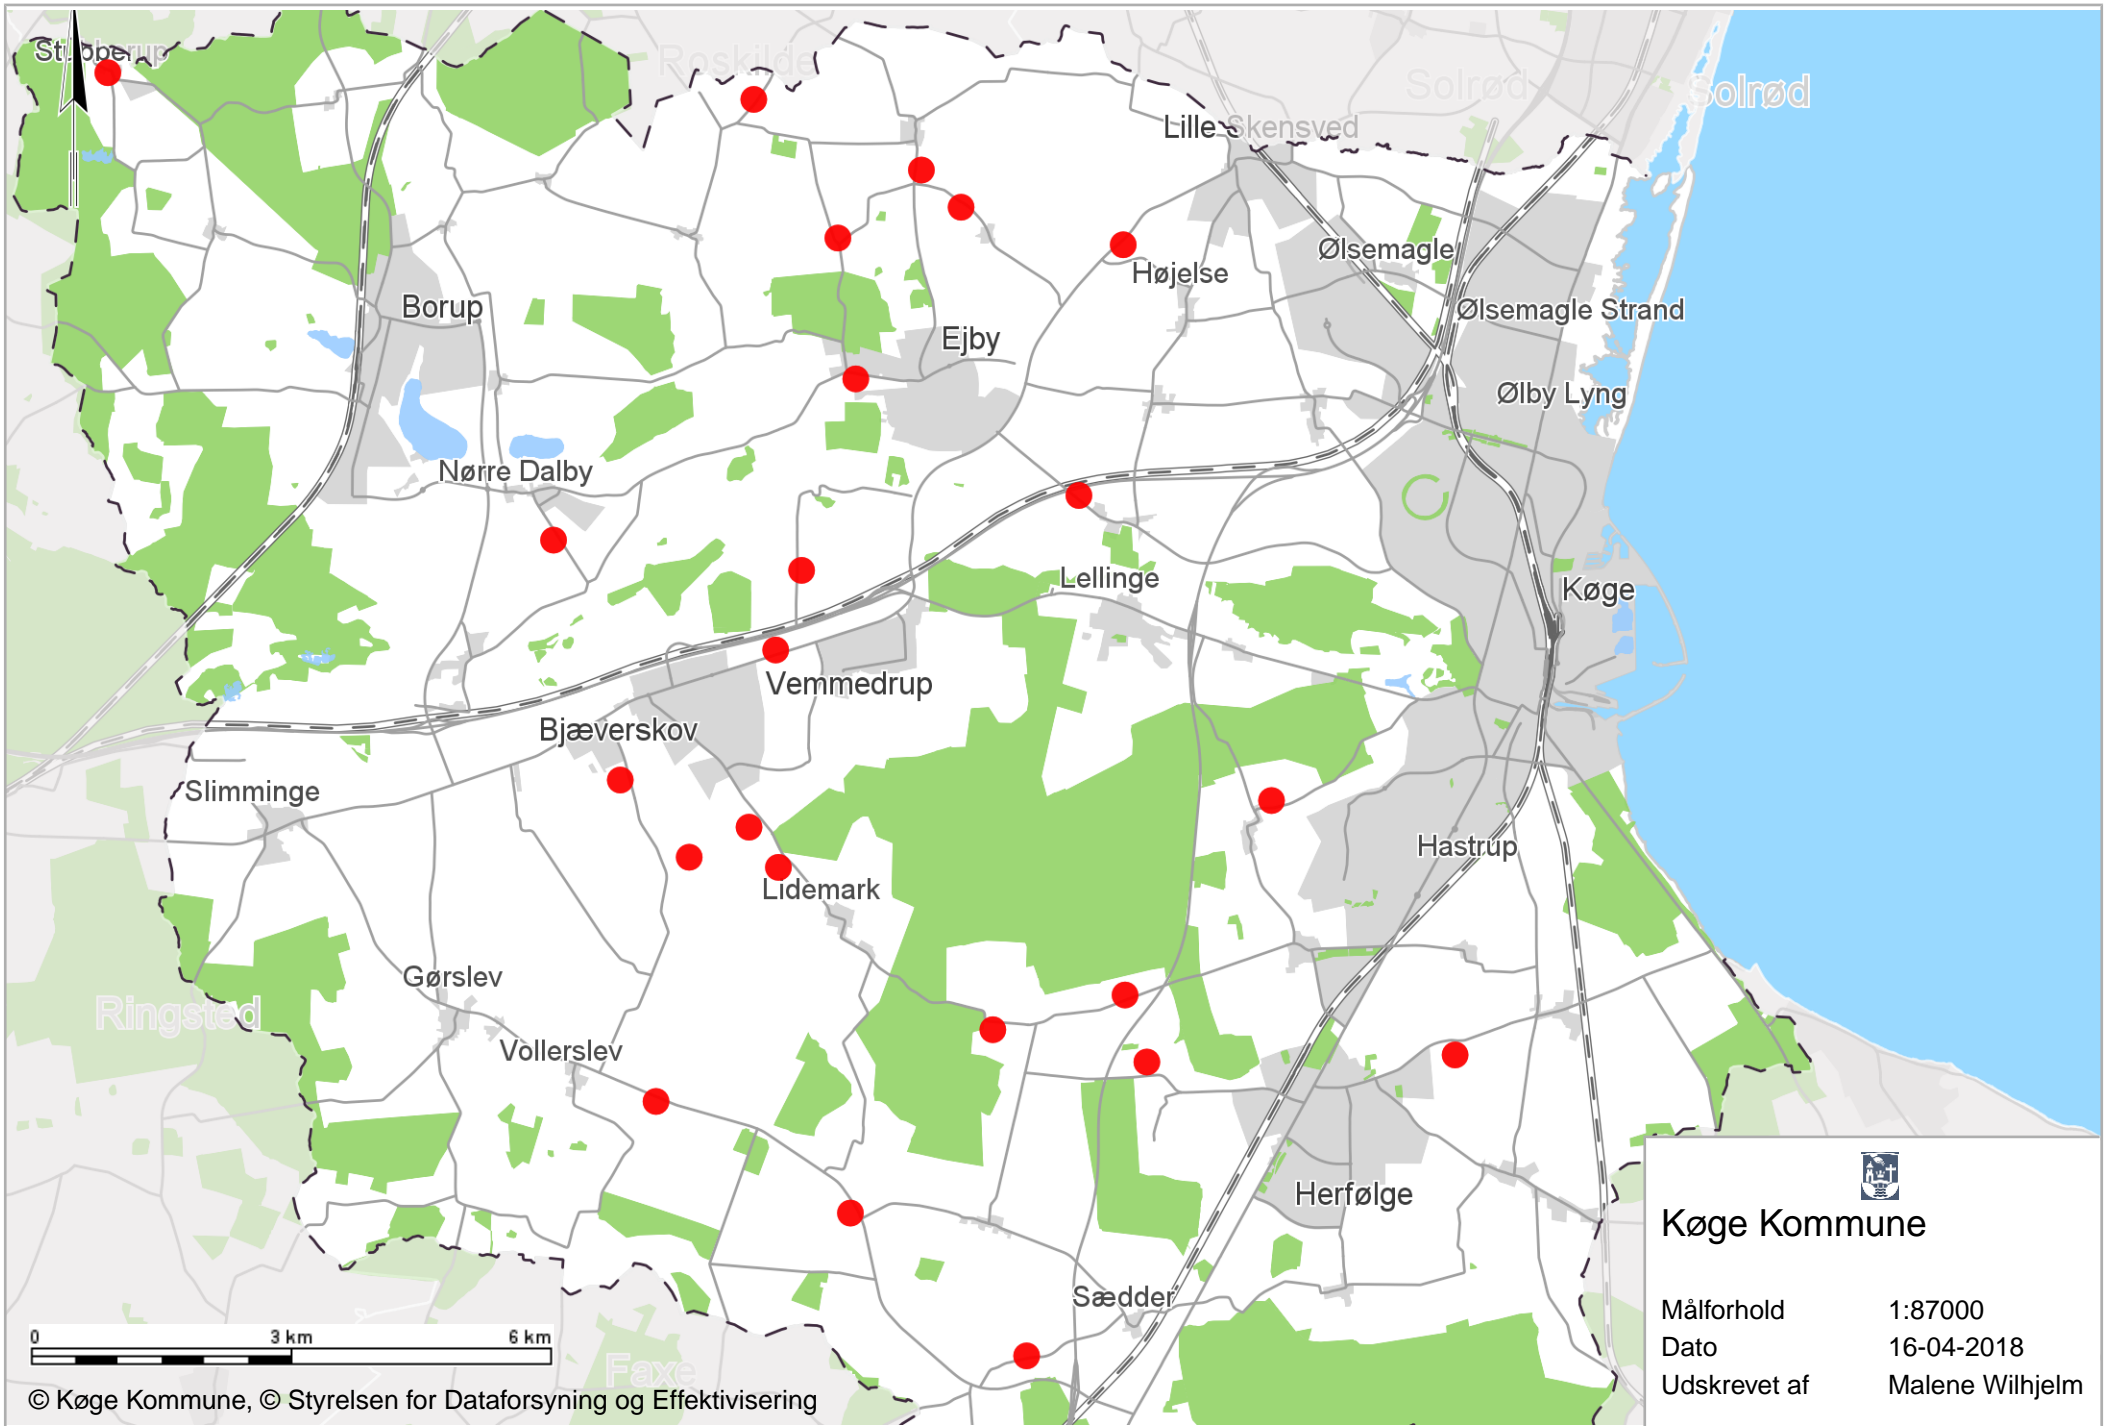 Stubberup
Roskilde
Solrød
Solrød
Lille Skensved
Ølsemagle
Højelse
Borup
Ølsemagle Strand
Ejby
Ølby Lyng
Nørre Dalby
Lellinge
Køge
Vemmedrup
Bjæverskov
Slimminge
Hastrup
Lidemark
Gørslev
Ringsted
Vollerslev
Herfølge
Sædder
Faxe
0 3 km 6 km
© Køge Kommune, © Styrelsen for Dataforsyning og Effektivisering
Køge Kommune
Målforhold 1:87000
Dato 16-04-2018
Udskrevet af Malene Wilhjelm